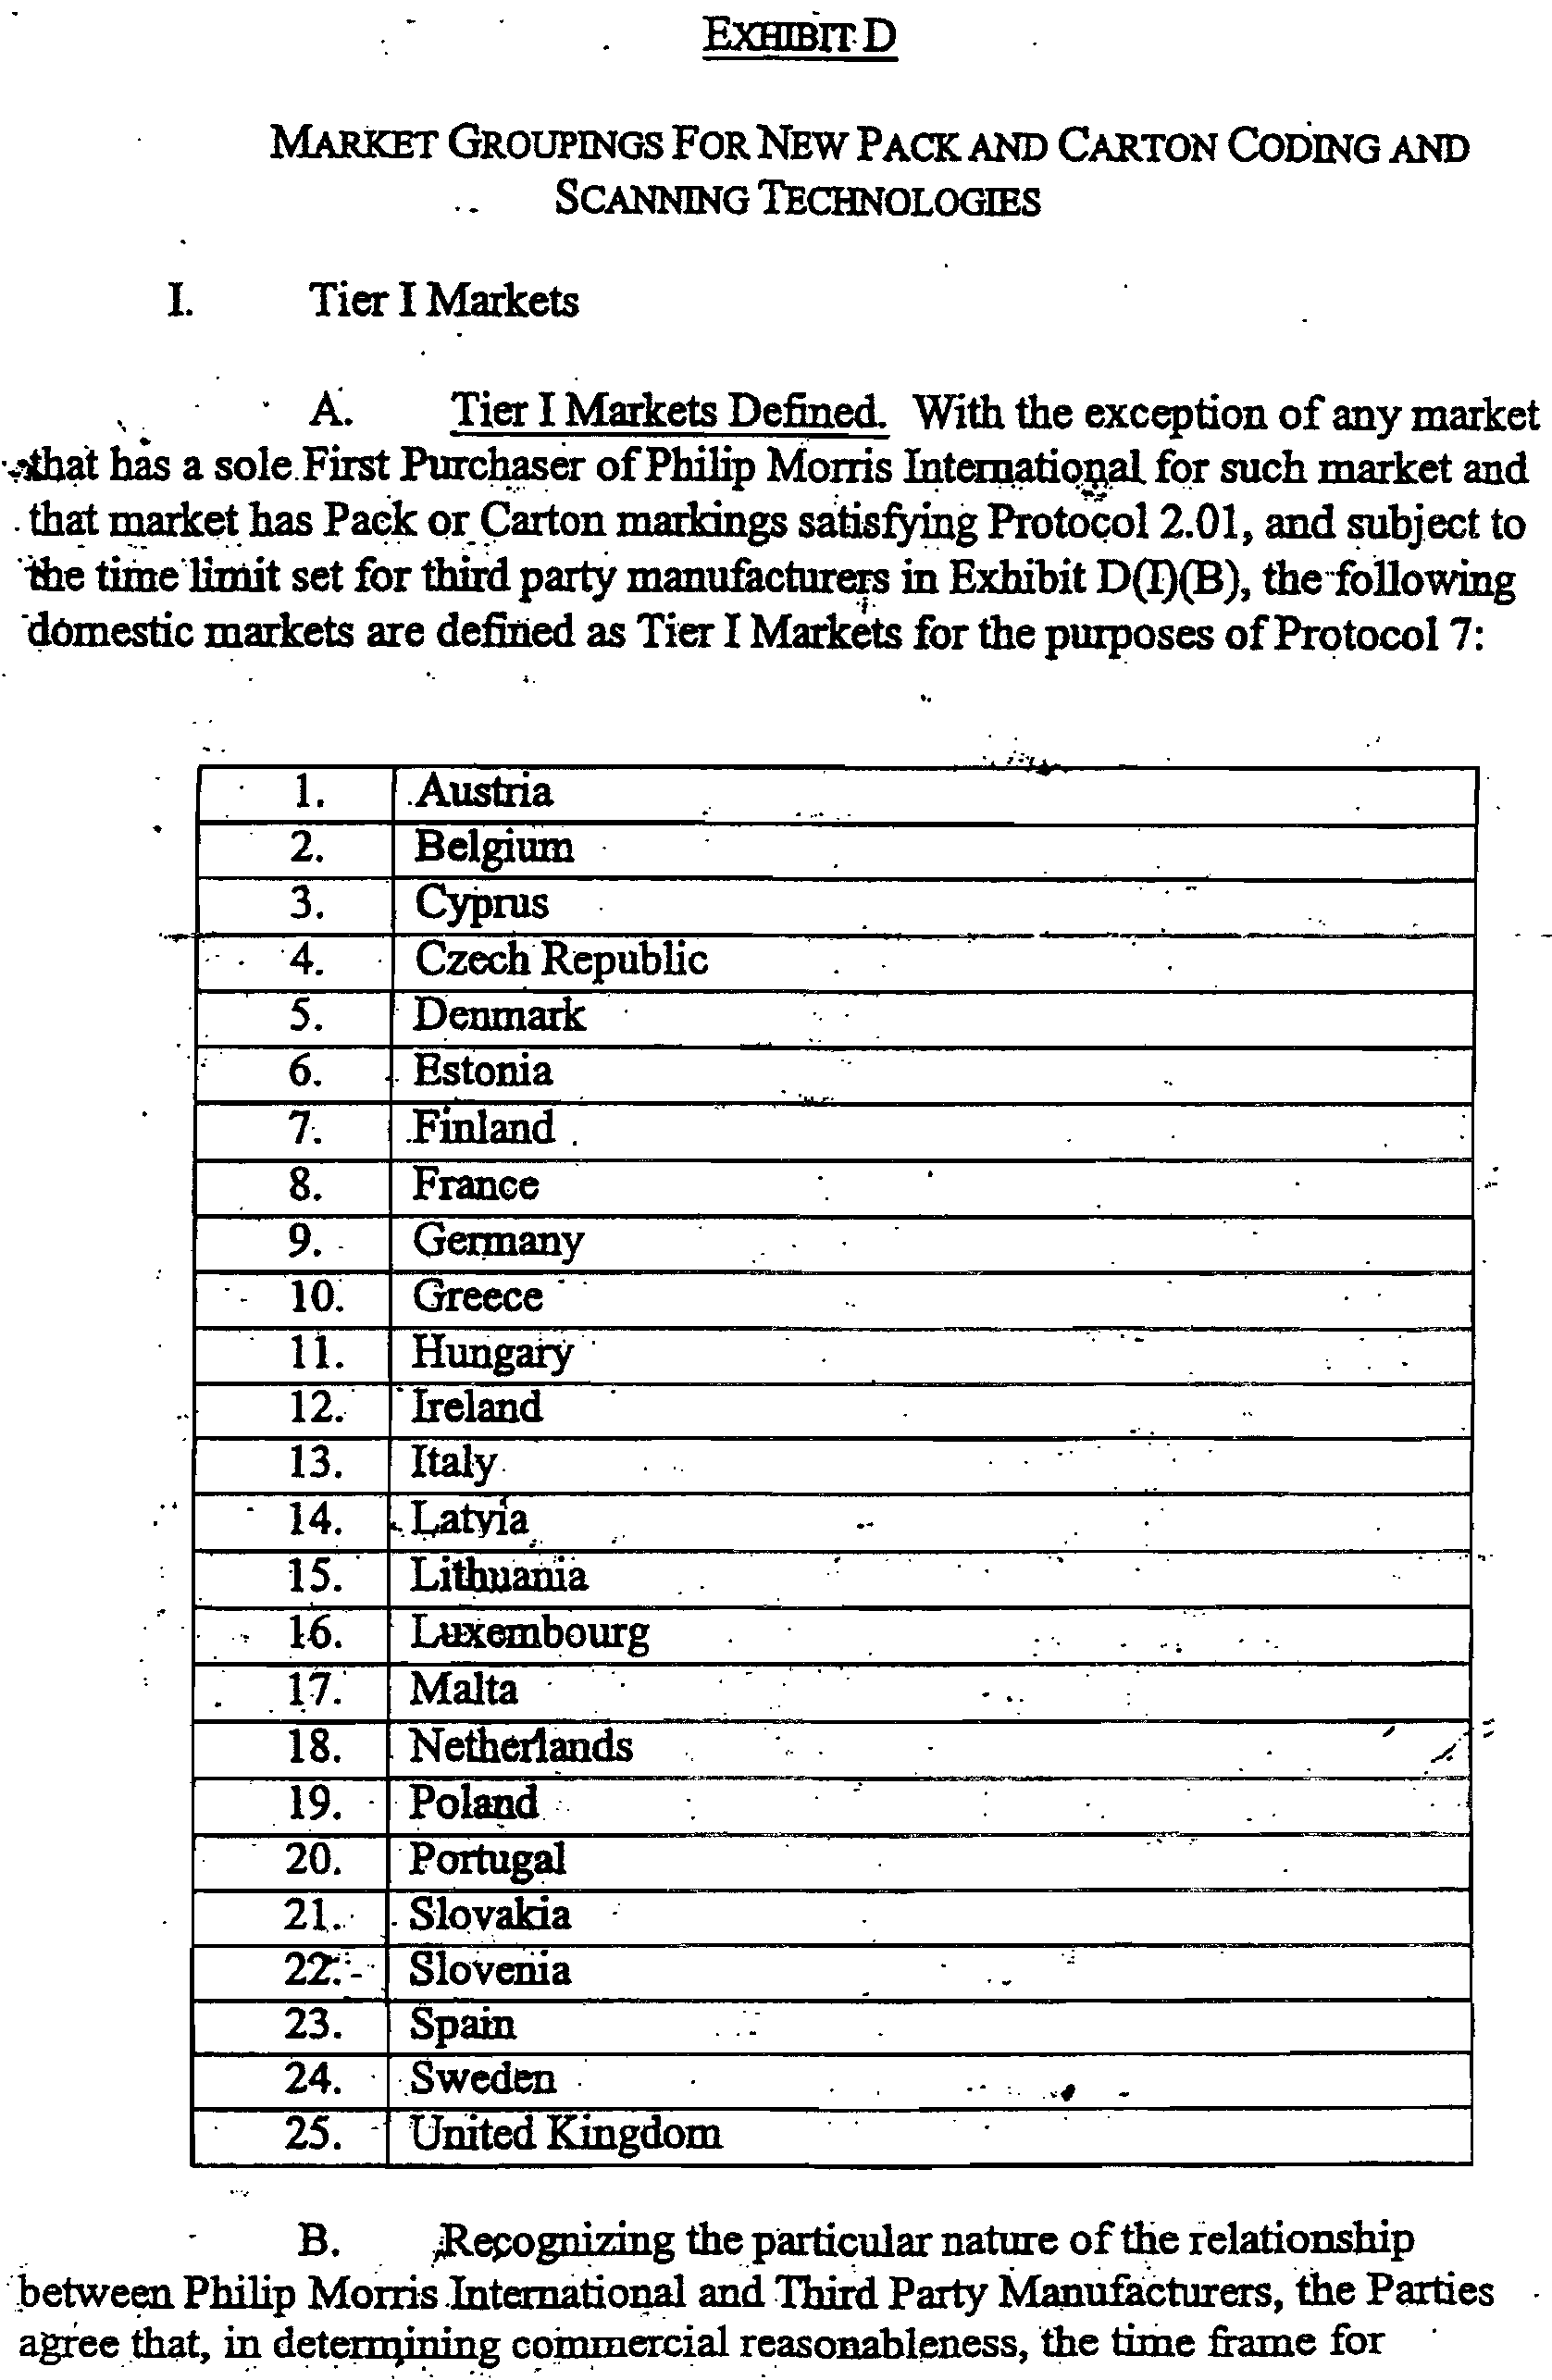 EXHIBIT D
MARKET GROUPINGS FOR NEW PACK AND CARTON CODING AND
SCANNING TECHNOLOGIES
I. Tier I Markets
A. Tier I Markets Defined. With the exception of any market
that has a sole First Purchaser of Philip Morris International for such market and
that market has Pack or Carton markings satisfying Protocol 2.01, and subject to
the time limit set for third party manufacturers in Exhibit D(I)(B), the following
domestic markets are defined as Tier I Markets for the purposes of Protocol 7:
1. Austria
2. Belgium
3. Cyprus
4. Czech Republic
5. Denmark
6. Estonia
7. Finland
8. France
9. Germany
10. Greece
11. Hungary
12. Ireland
13. Italy
14. Latvia
15. Lithuania
16. Luxembourg
17. Malta
18. Netherlands
19. Poland
20. Portugal
21. Slovakia
22. Slovenia
23. Spain
24. Sweden
25. United Kingdom
B. Recognizing the particular nature of the relationship
between Philip Morris International and Third Party Manufacturers, the Parties
agree that, in determining commercial reasonableness, the time frame for